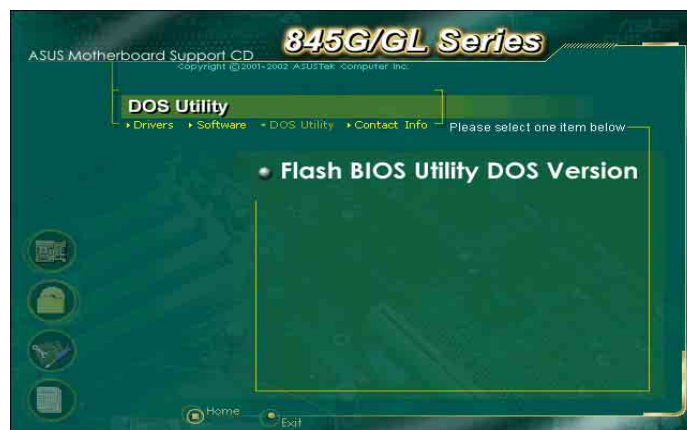 845G/GL Series
ASUS Motherboard Support CD
Copyright ©2001-2002 ASUSTeK Computer Inc.
DOS Utility
Drivers Software DOS Utility Contact Info
Please select one item below
Flash BIOS Utility DOS Version
Home
Exit